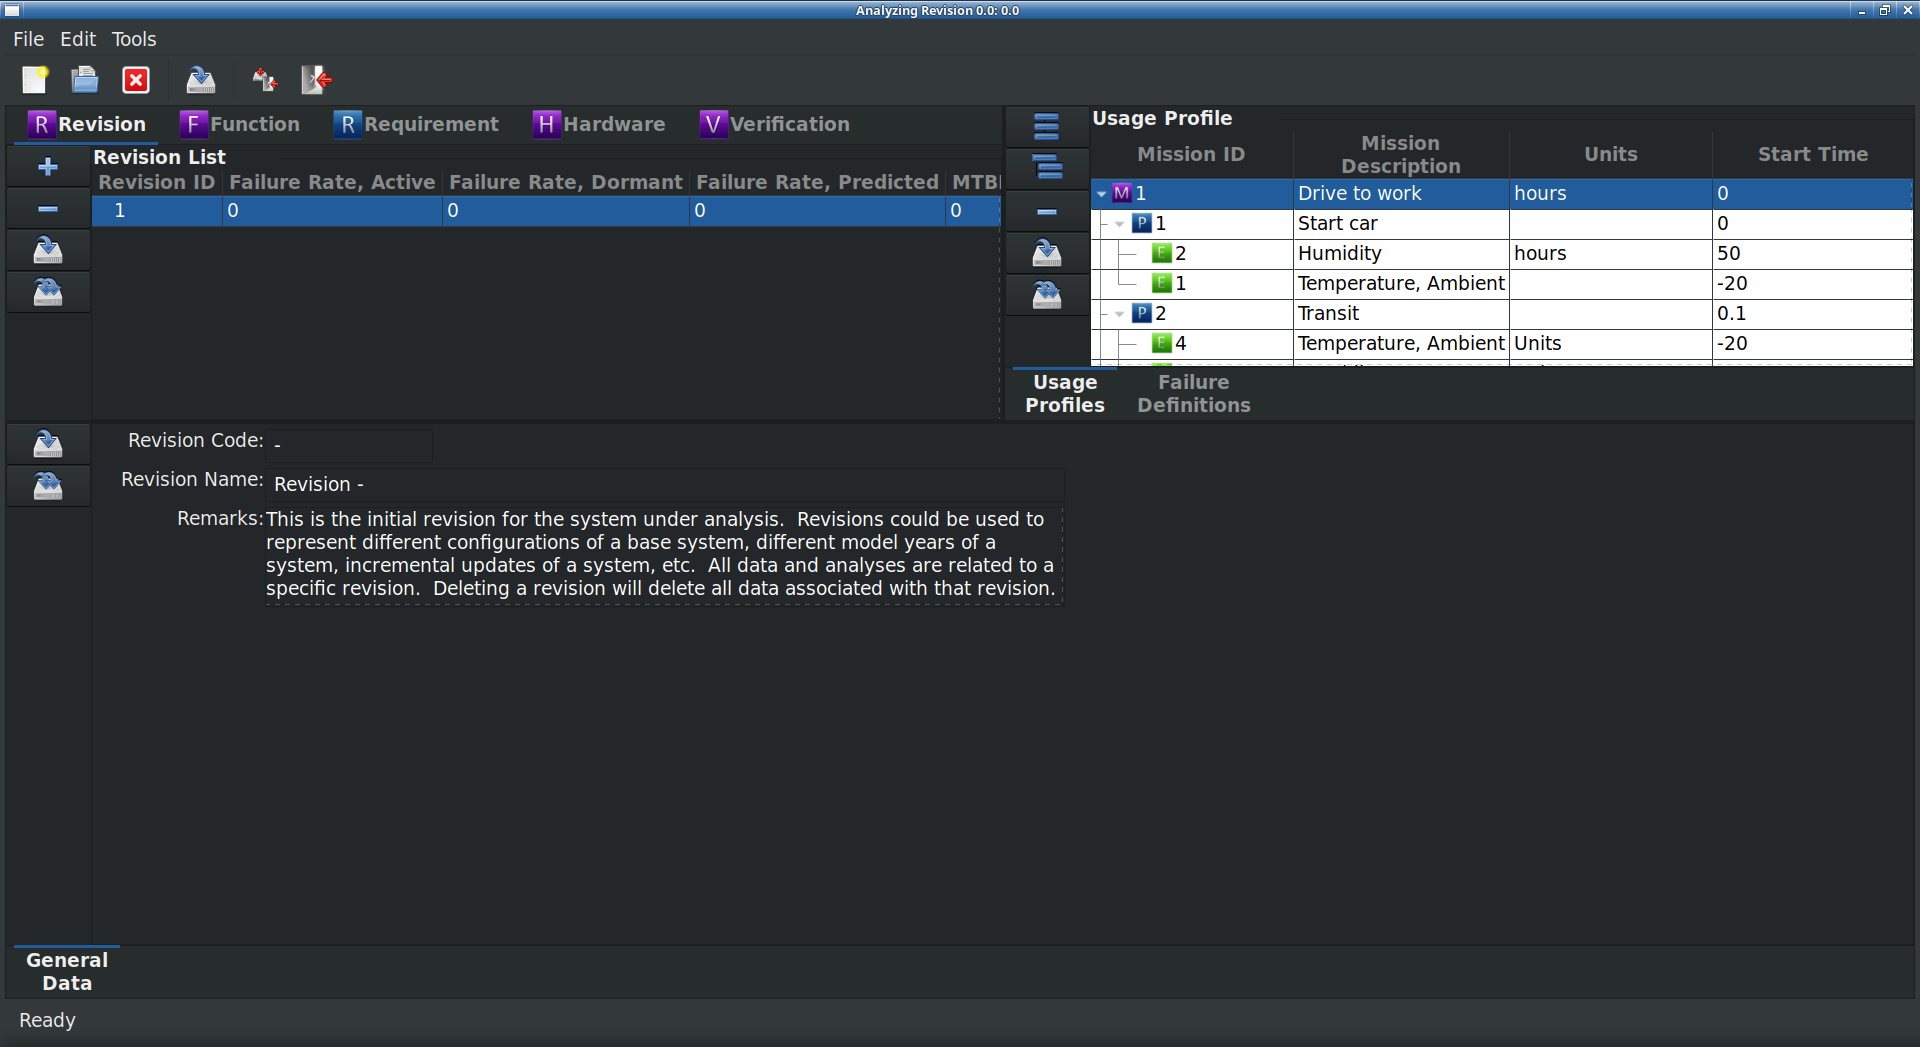 Analyzing Revision 0.0: 0.0
File Edit Tools
R Revision F Function R Requirement H Hardware V Verification
Revision List
Revision ID Failure Rate, Active Failure Rate, Dormant Failure Rate, Predicted
1 0 0 0 0
Usage Profile
Mission ID Mission Description Units Start Time
M 1 Drive to work hours 0
P 1 Start car 0
E 2 Humidity hours 50
E 1 Temperature, Ambient -20
P 2 Transit 0.1
E 4 Temperature, Ambient Units -20
Usage Profiles Failure Definitions
Revision Code: -
Revision Name: Revision -
Remarks: This is the initial revision for the system under analysis.  Revisions could be used to
represent different configurations of a base system, different model years of a
system, incremental updates of a system, etc.  All data and analyses are related to a
specific revision.  Deleting a revision will delete all data associated with that revision.
General Data
Ready